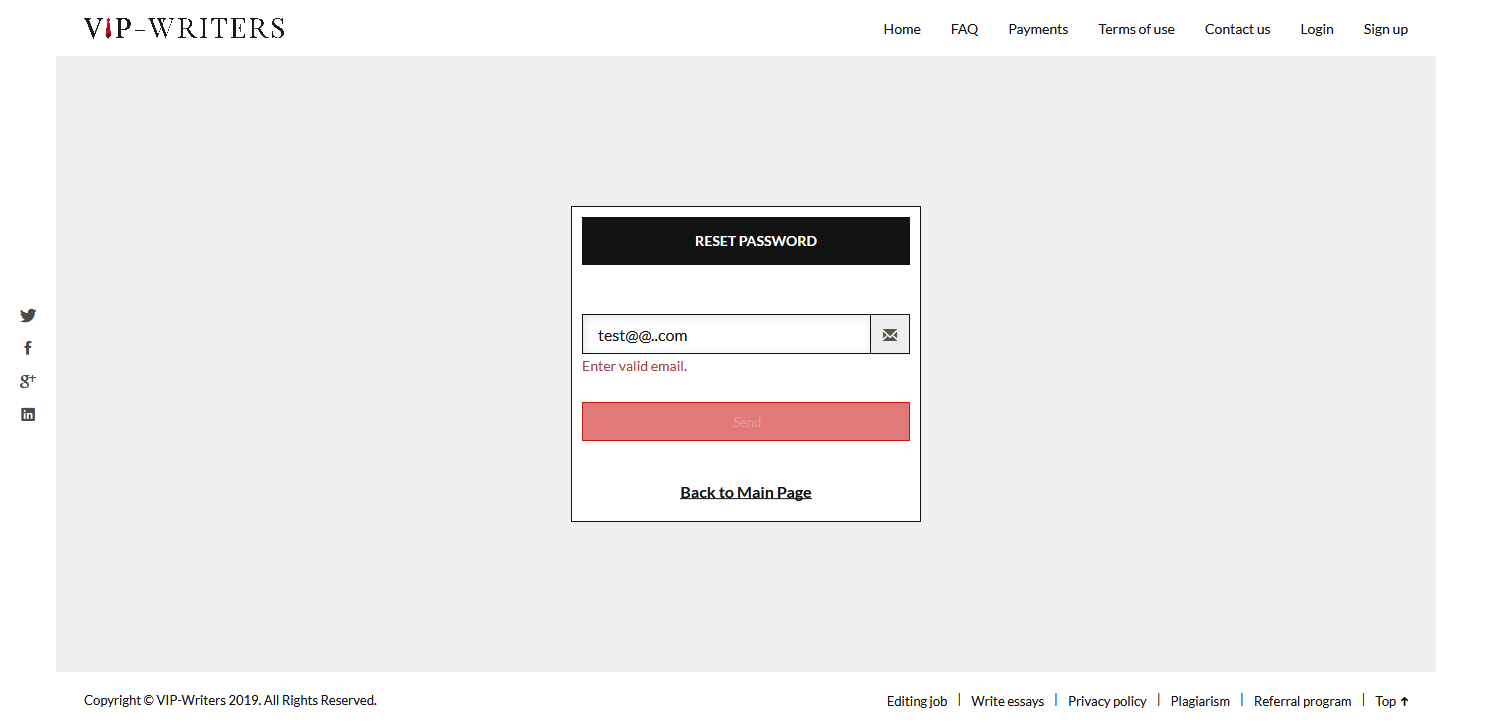 VIP-WRITERS
Home FAQ Payments Terms of use Contact us Login Sign up
RESET PASSWORD
test@@..com
Enter valid email.
Send
Back to Main Page
Copyright © VIP-Writers 2019. All Rights Reserved.
Editing job | Write essays | Privacy policy | Plagiarism | Referral program | Top